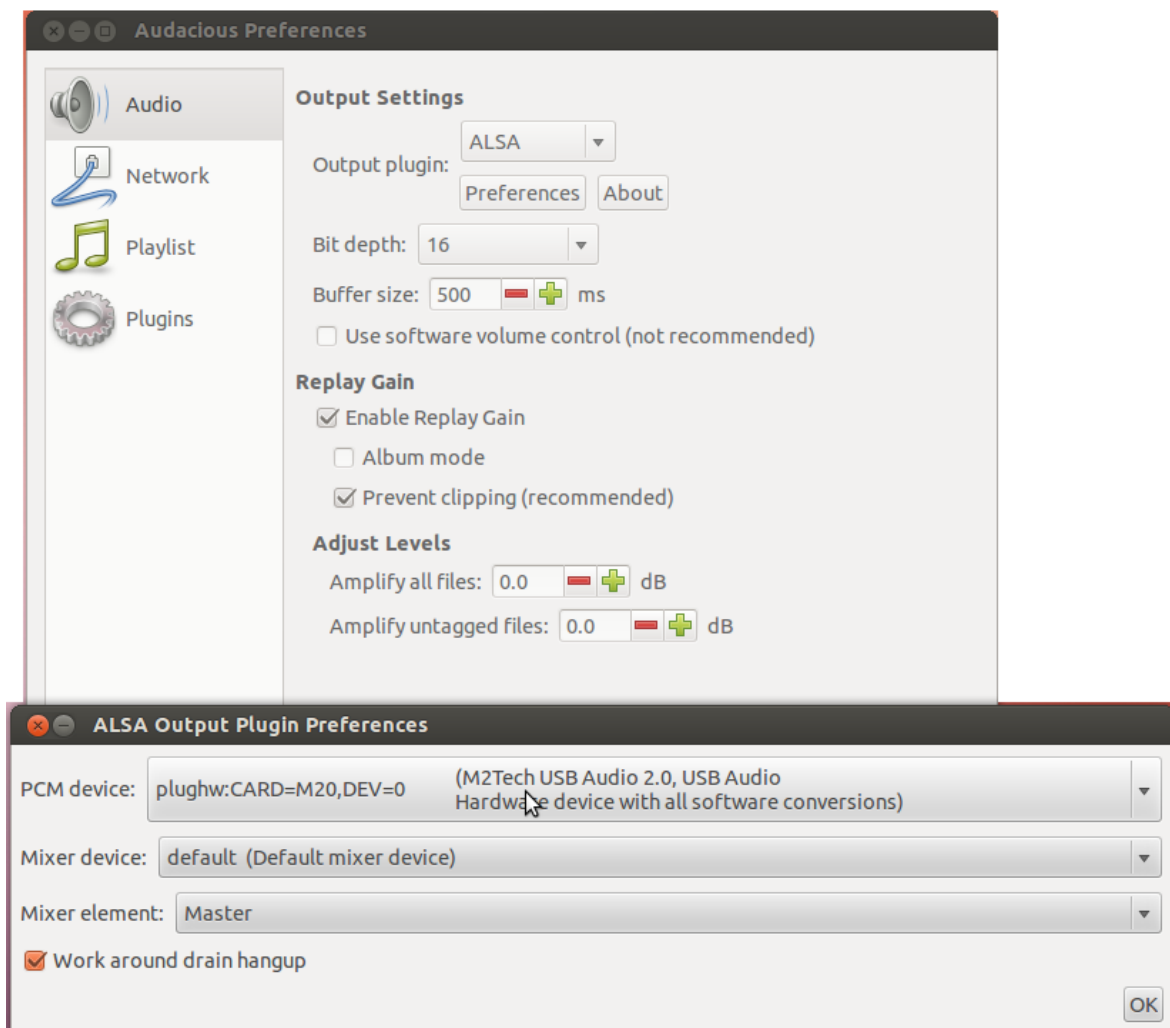 Audacious Preferences
Audio
Network
Playlist
Plugins
Output Settings
Output plugin: ALSA
Preferences About
Bit depth: 16
Buffer size: 500 ms
Use software volume control (not recommended)
Replay Gain
Enable Replay Gain
Album mode
Prevent clipping (recommended)
Adjust Levels
Amplify all files: 0.0 dB
Amplify untagged files: 0.0 dB
ALSA Output Plugin Preferences
PCM device: plughw:CARD=M20,DEV=0 (M2Tech USB Audio 2.0, USB Audio
Hardware device with all software conversions)
Mixer device: default (Default mixer device)
Mixer element: Master
Work around drain hangup
OK